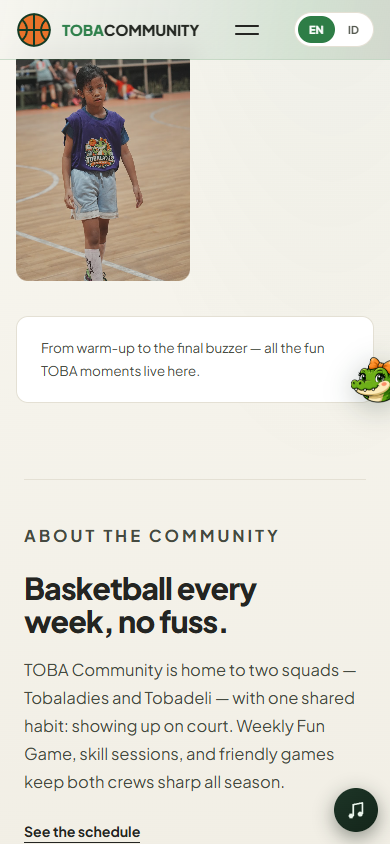 TOBACOMMUNITY
EN
ID
TOBALADIES
From warm-up to the final buzzer — all the fun
TOBA moments live here.
ABOUT THE COMMUNITY
Basketball every
week, no fuss.
TOBA Community is home to two squads —
Tobaladies and Tobadeli — with one shared
habit: showing up on court. Weekly Fun
Game, skill sessions, and friendly games
keep both crews sharp all season.
See the schedule